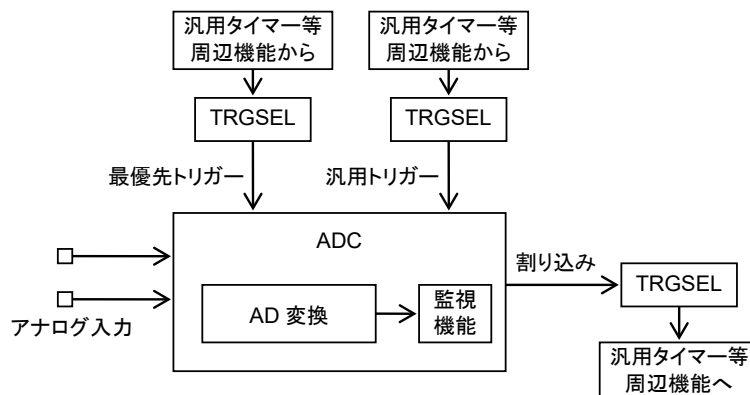 汎用タイマー等
周辺機能から
汎用タイマー等
周辺機能から
TRGSEL
TRGSEL
最優先トリガー
汎用トリガー
ADC
割り込み
TRGSEL
AD 変換
監視
機能
アナログ入力
汎用タイマー等
周辺機能へ